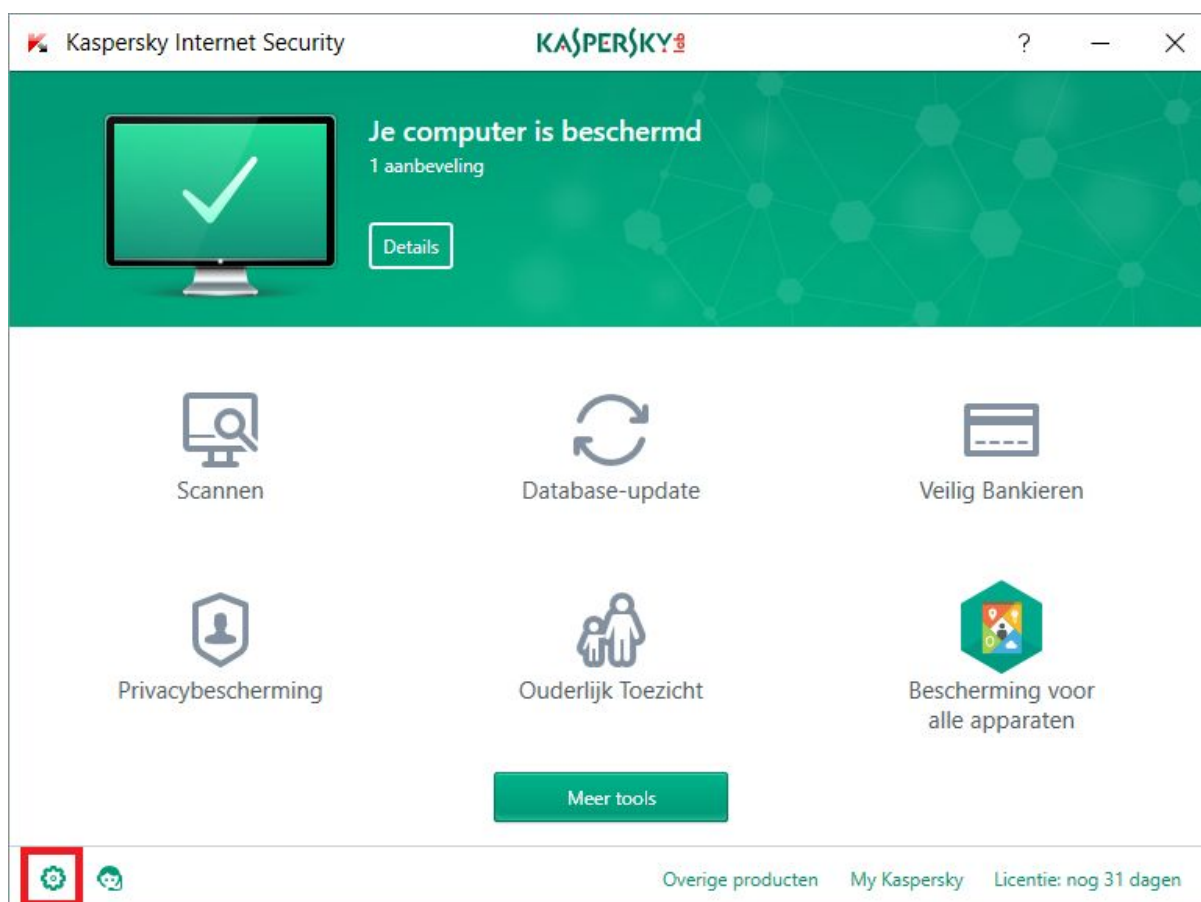 Kaspersky Internet Security
KASPERSKY lab
?
Je computer is beschermd
1 aanbeveling
Details
Scannen
Database-update
Veilig Bankieren
Privacybescherming
Ouderlijk Toezicht
Bescherming voor
alle apparaten
Meer tools
Overige producten My Kaspersky Licentie: nog 31 dagen